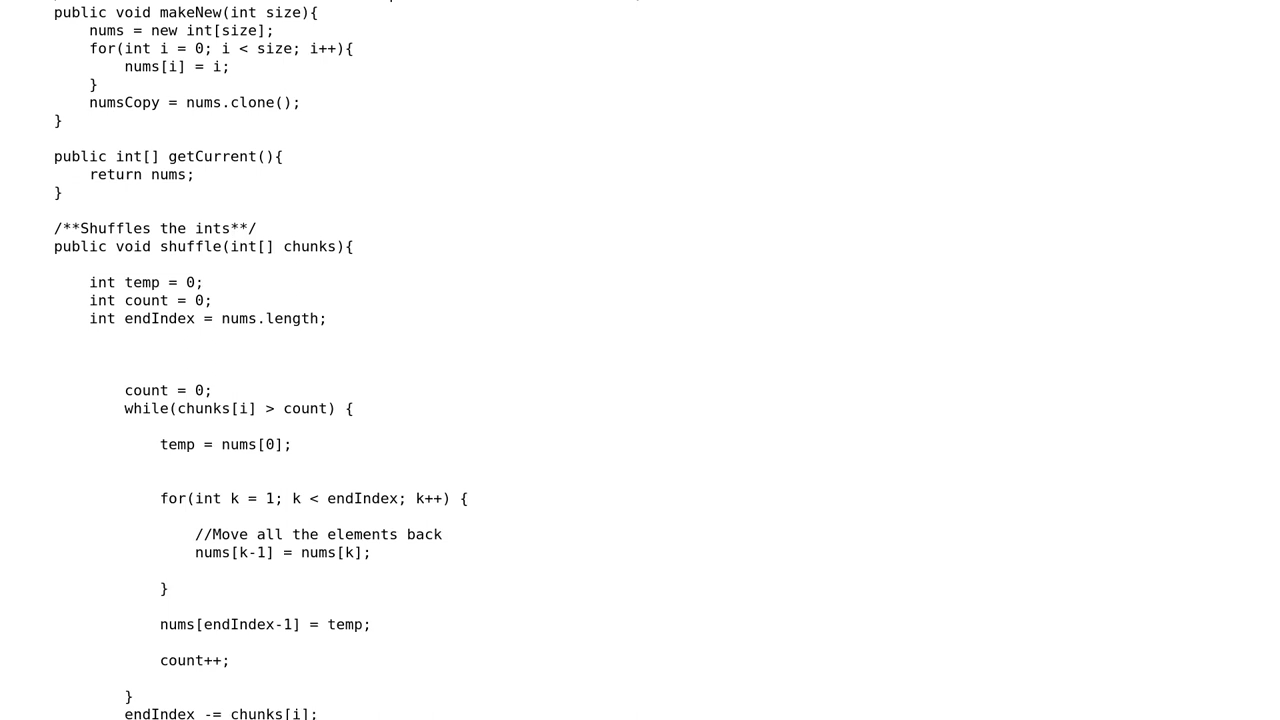 public void makeNew(int size){
nums = new int[size];
for(int i = 0; i < size; i++){
nums[i] = i;
}
numsCopy = nums.clone();
}
public int[] getCurrent(){
return nums;
}
/**Shuffles the ints**/
public void shuffle(int[] chunks){
int temp = 0;
int count = 0;
int endIndex = nums.length;
count = 0;
while(chunks[i] > count) {
temp = nums[0];
for(int k = 1; k < endIndex; k++) {
//Move all the elements back
nums[k-1] = nums[k];
}
nums[endIndex-1] = temp;
count++;
}
endIndex -= chunks[i];